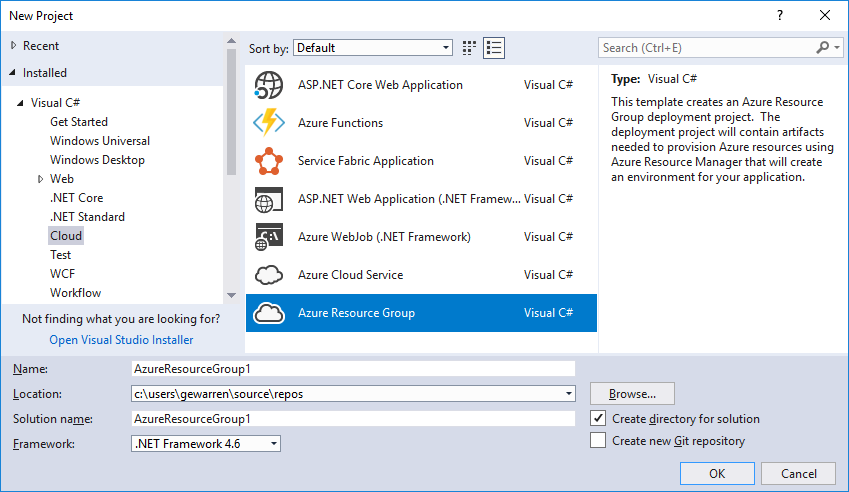 New Project
?
Recent
Installed
Visual C#
Get Started
Windows Universal
Windows Desktop
Web
.NET Core
.NET Standard
Cloud
Test
WCF
Workflow
Not finding what you are looking for?
Open Visual Studio Installer
Sort by: Default
ASP.NET Core Web Application Visual C#
Azure Functions Visual C#
Service Fabric Application Visual C#
ASP.NET Web Application (.NET Framew... Visual C#
Azure WebJob (.NET Framework) Visual C#
Azure Cloud Service Visual C#
Azure Resource Group Visual C#
Search (Ctrl+E)
Type: Visual C#
This template creates an Azure Resource
Group deployment project. The
deployment project will contain artifacts
needed to provision Azure resources using
Azure Resource Manager that will create
an environment for your application.
Name: AzureResourceGroup1
Location: c:\users\gewarren\source\repos
Browse...
Solution name: AzureResourceGroup1
Create directory for solution
Framework: .NET Framework 4.6
Create new Git repository
OK
Cancel